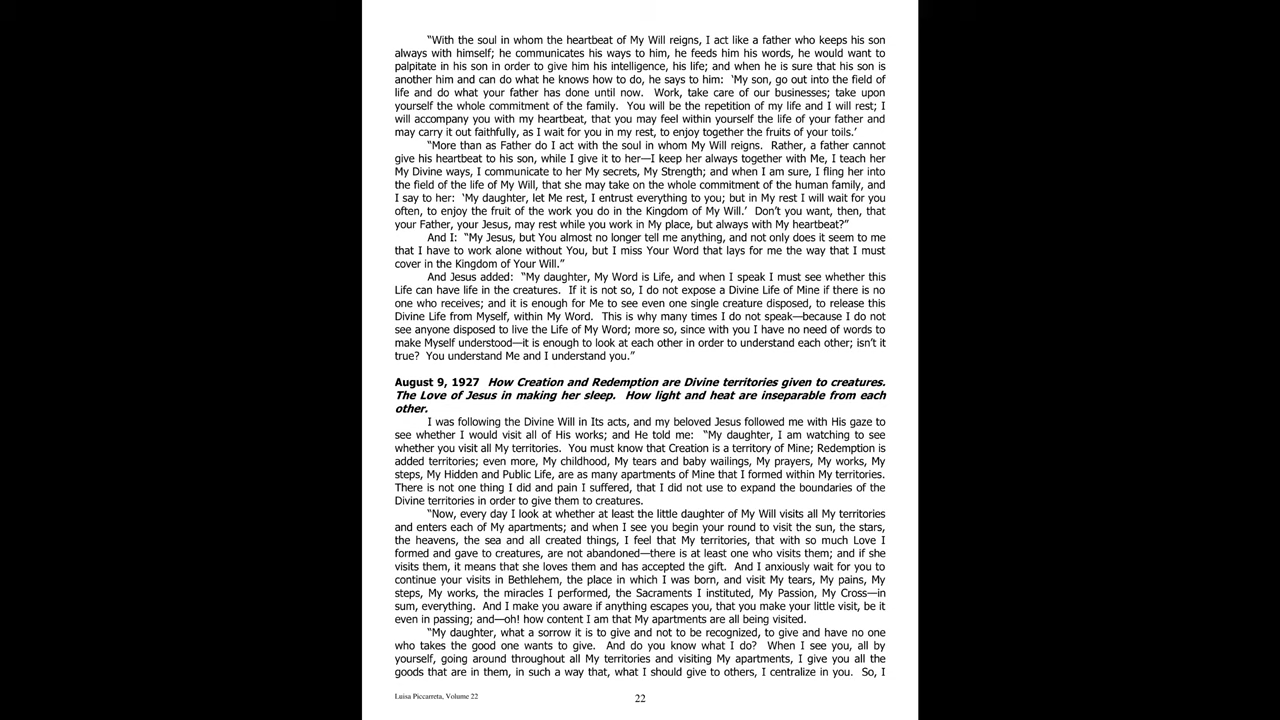 “With the soul in whom the heartbeat of My Will reigns, I act like a father who keeps his son
always with himself; he communicates his ways to him, he feeds him his words, he would want to
palpitate in his son in order to give him his intelligence, his life; and when he is sure that his son is
another him and can do what he knows how to do, he says to him:  ‘My son, go out into the field of
life and do what your father has done until now.  Work, take care of our businesses; take upon
yourself the whole commitment of the family.  You will be the repetition of my life and I will rest; I
will accompany you with my heartbeat, that you may feel within yourself the life of your father and
may carry it out faithfully, as I wait for you in my rest, to enjoy together the fruits of your toils.’
“More than as Father do I act with the soul in whom My Will reigns.  Rather, a father cannot
give his heartbeat to his son, while I give it to her—I keep her always together with Me, I teach her
My Divine ways, I communicate to her My secrets, My Strength; and when I am sure, I fling her into
the field of the life of My Will, that she may take on the whole commitment of the human family, and
I say to her:  ‘My daughter, let Me rest, I entrust everything to you; but in My rest I will wait for you
often, to enjoy the fruit of the work you do in the Kingdom of My Will.’  Don’t you want, then, that
your Father, your Jesus, may rest while you work in My place, but always with My heartbeat?”
And I:  “My Jesus, but You almost no longer tell me anything, and not only does it seem to me
that I have to work alone without You, but I miss Your Word that lays for me the way that I must
cover in the Kingdom of Your Will.”
And Jesus added:  “My daughter, My Word is Life, and when I speak I must see whether this
Life can have life in the creatures.  If it is not so, I do not expose a Divine Life of Mine if there is no
one who receives; and it is enough for Me to see even one single creature disposed, to release this
Divine Life from Myself, within My Word.  This is why many times I do not speak—because I do not
see anyone disposed to live the Life of My Word; more so, since with you I have no need of words to
make Myself understood—it is enough to look at each other in order to understand each other; isn’t it
true?  You understand Me and I understand you.”
August 9, 1927  How Creation and Redemption are Divine territories given to creatures.
The Love of Jesus in making her sleep.  How light and heat are inseparable from each
other.
I was following the Divine Will in Its acts, and my beloved Jesus followed me with His gaze to
see whether I would visit all of His works; and He told me:  “My daughter, I am watching to see
whether you visit all My territories.  You must know that Creation is a territory of Mine; Redemption is
added territories; even more, My childhood, My tears and baby wailings, My prayers, My works, My
steps, My Hidden and Public Life, are as many apartments of Mine that I formed within My territories.
There is not one thing I did and pain I suffered, that I did not use to expand the boundaries of the
Divine territories in order to give them to creatures.
“Now, every day I look at whether at least the little daughter of My Will visits all My territories
and enters each of My apartments; and when I see you begin your round to visit the sun, the stars,
the heavens, the sea and all created things, I feel that My territories, that with so much Love I
formed and gave to creatures, are not abandoned—there is at least one who visits them; and if she
visits them, it means that she loves them and has accepted the gift.  And I anxiously wait for you to
continue your visits in Bethlehem, the place in which I was born, and visit My tears, My pains, My
steps, My works, the miracles I performed, the Sacraments I instituted, My Passion, My Cross—in
sum, everything.  And I make you aware if anything escapes you, that you make your little visit, be it
even in passing; and—oh! how content I am that My apartments are all being visited.
“My daughter, what a sorrow it is to give and not to be recognized, to give and have no one
who takes the good one wants to give.  And do you know what I do?  When I see you, all by
yourself, going around throughout all My territories and visiting My apartments, I give you all the
goods that are in them, in such a way that, what I should give to others, I centralize in you.  So, I
Luisa Piccarreta, Volume 22
22